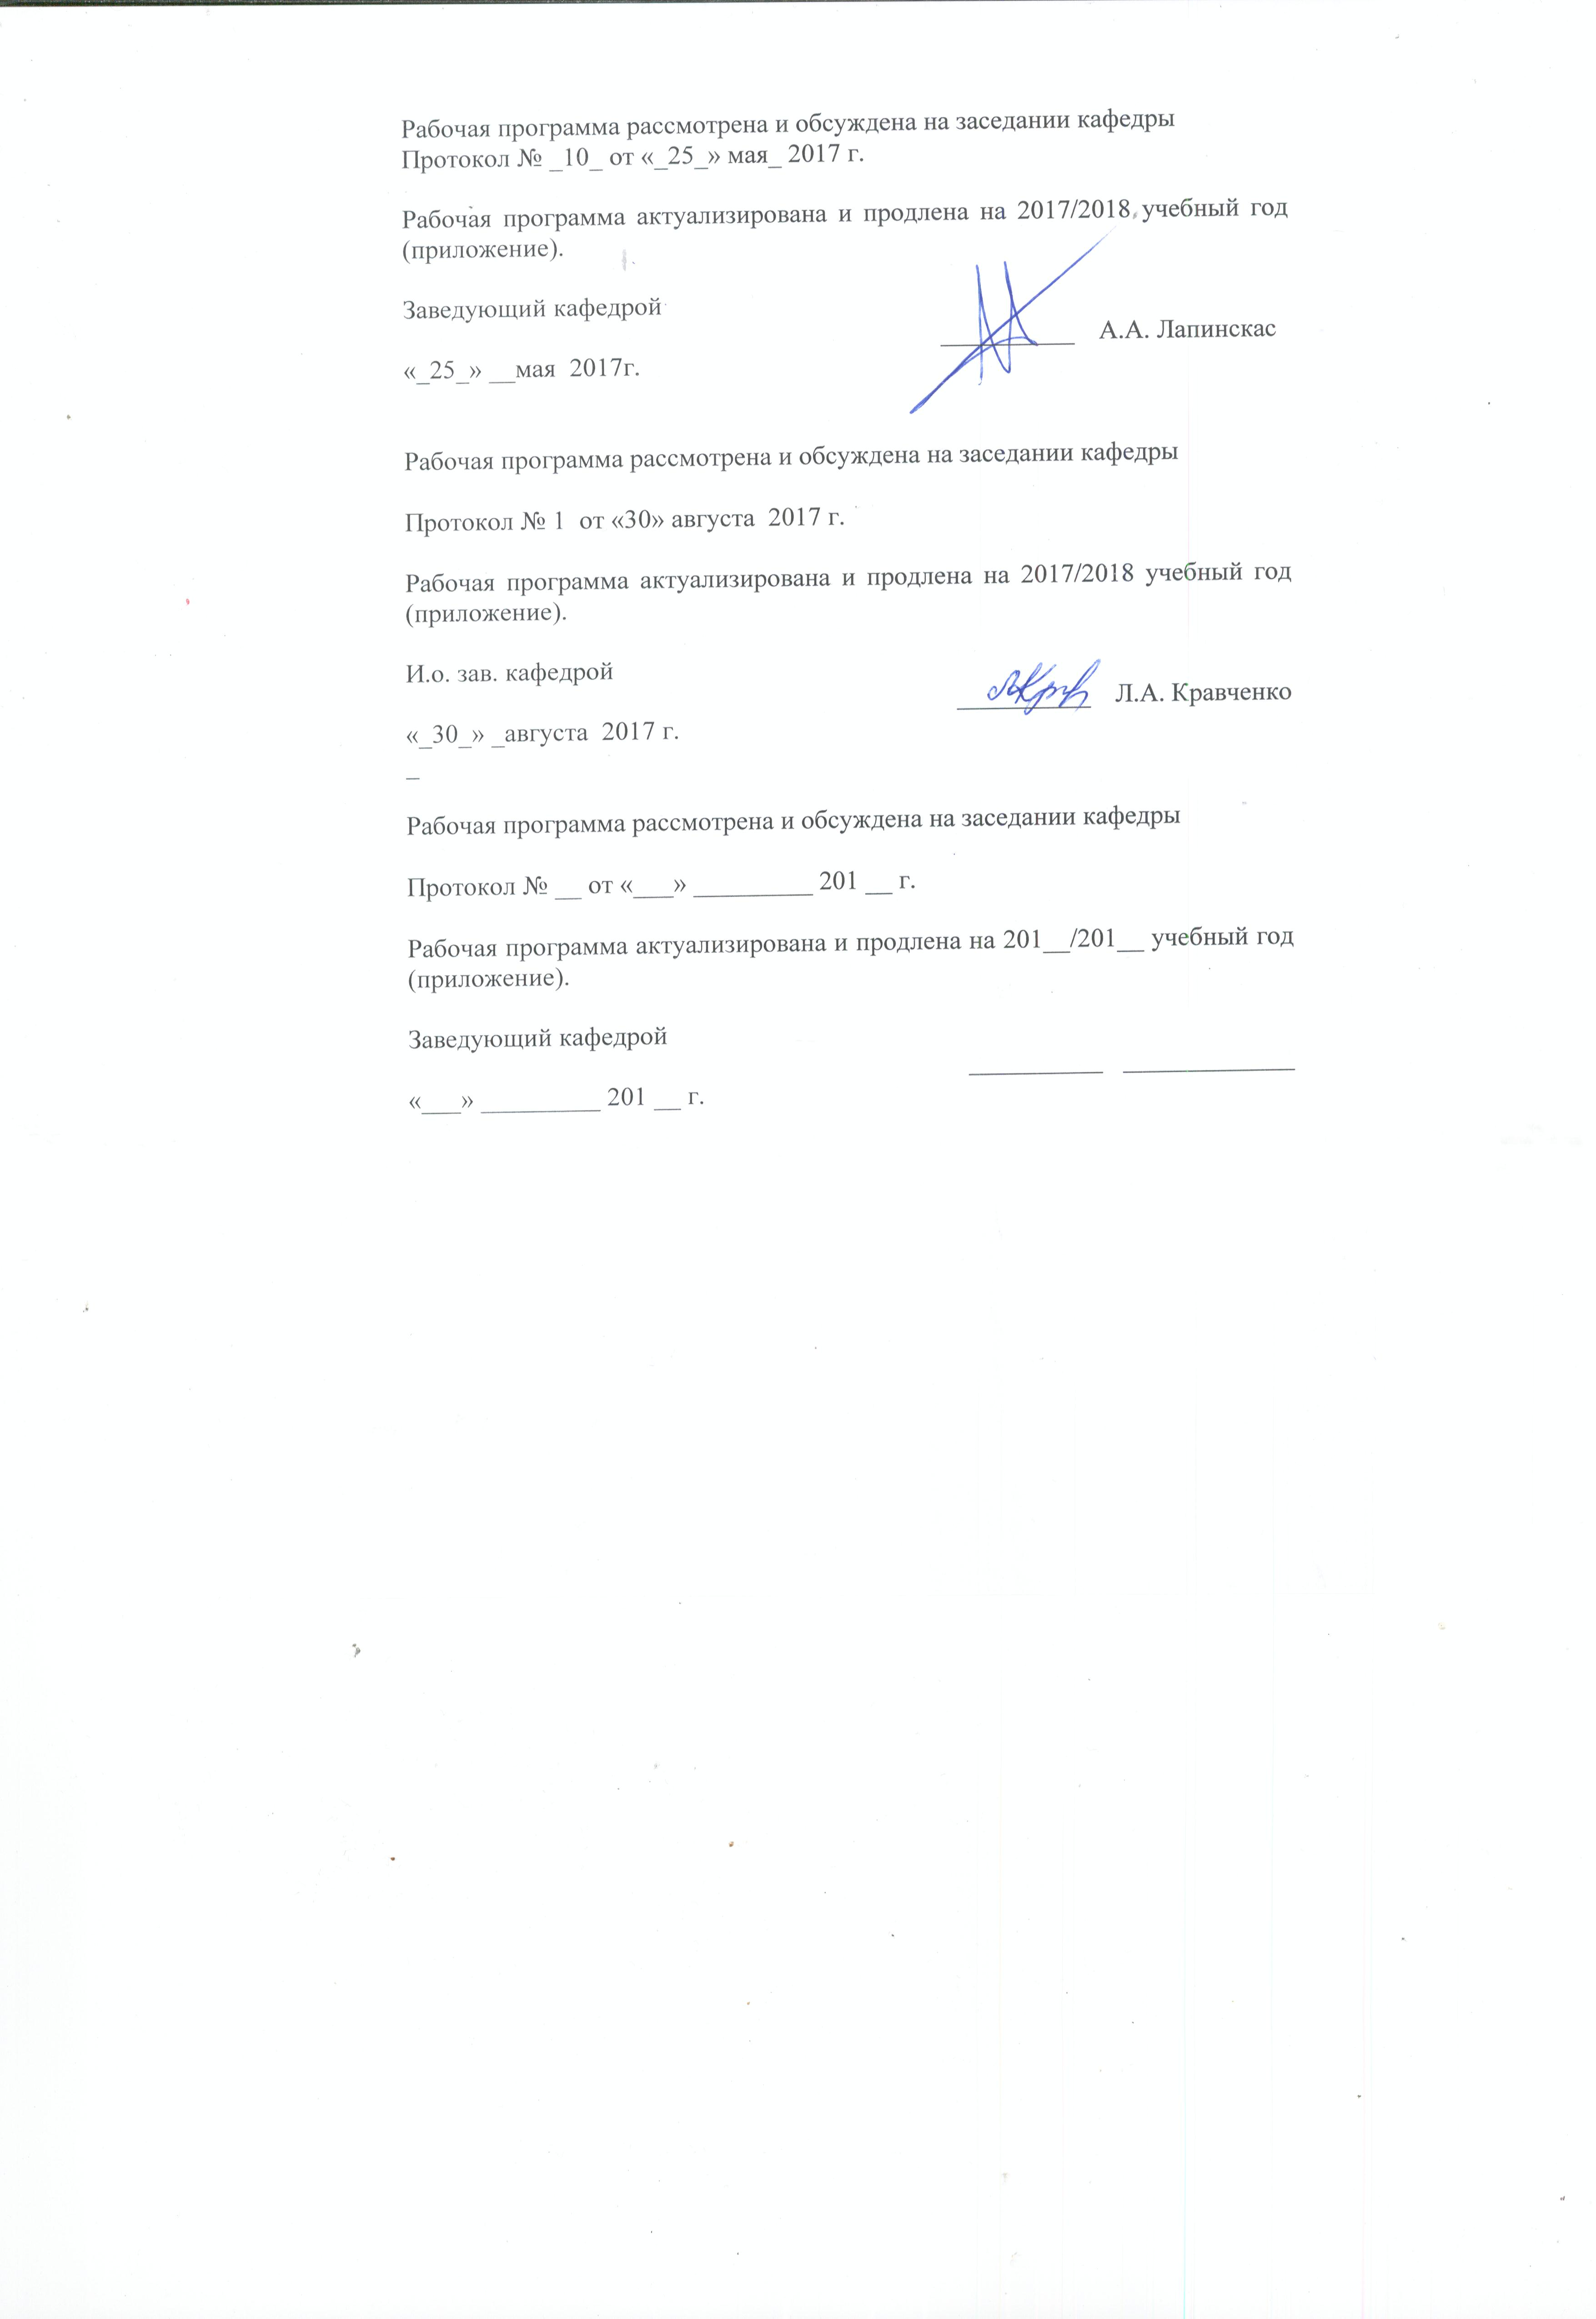 Рабочая программа рассмотрена и обсуждена на заседании кафедры
Протокол № _10_ от «_25_» мая_ 2017 г.
Рабочая программа актуализирована и продлена на 2017/2018 учебный год
(приложение).
Заведующий кафедрой
А.А. Лапинскас
«_25_» __мая 2017г.
Рабочая программа рассмотрена и обсуждена на заседании кафедры
Протокол № 1 от «30» августа 2017 г.
Рабочая программа актуализирована и продлена на 2017/2018 учебный год
(приложение).
И.о. зав. кафедрой
__________ Л.А. Кравченко
«_30_» _августа 2017 г.
_
Рабочая программа рассмотрена и обсуждена на заседании кафедры
Протокол № __ от «___» _________ 201 __ г.
Рабочая программа актуализирована и продлена на 201__/201__ учебный год
(приложение).
Заведующий кафедрой
__________ _____________
«___» _________ 201 __ г.